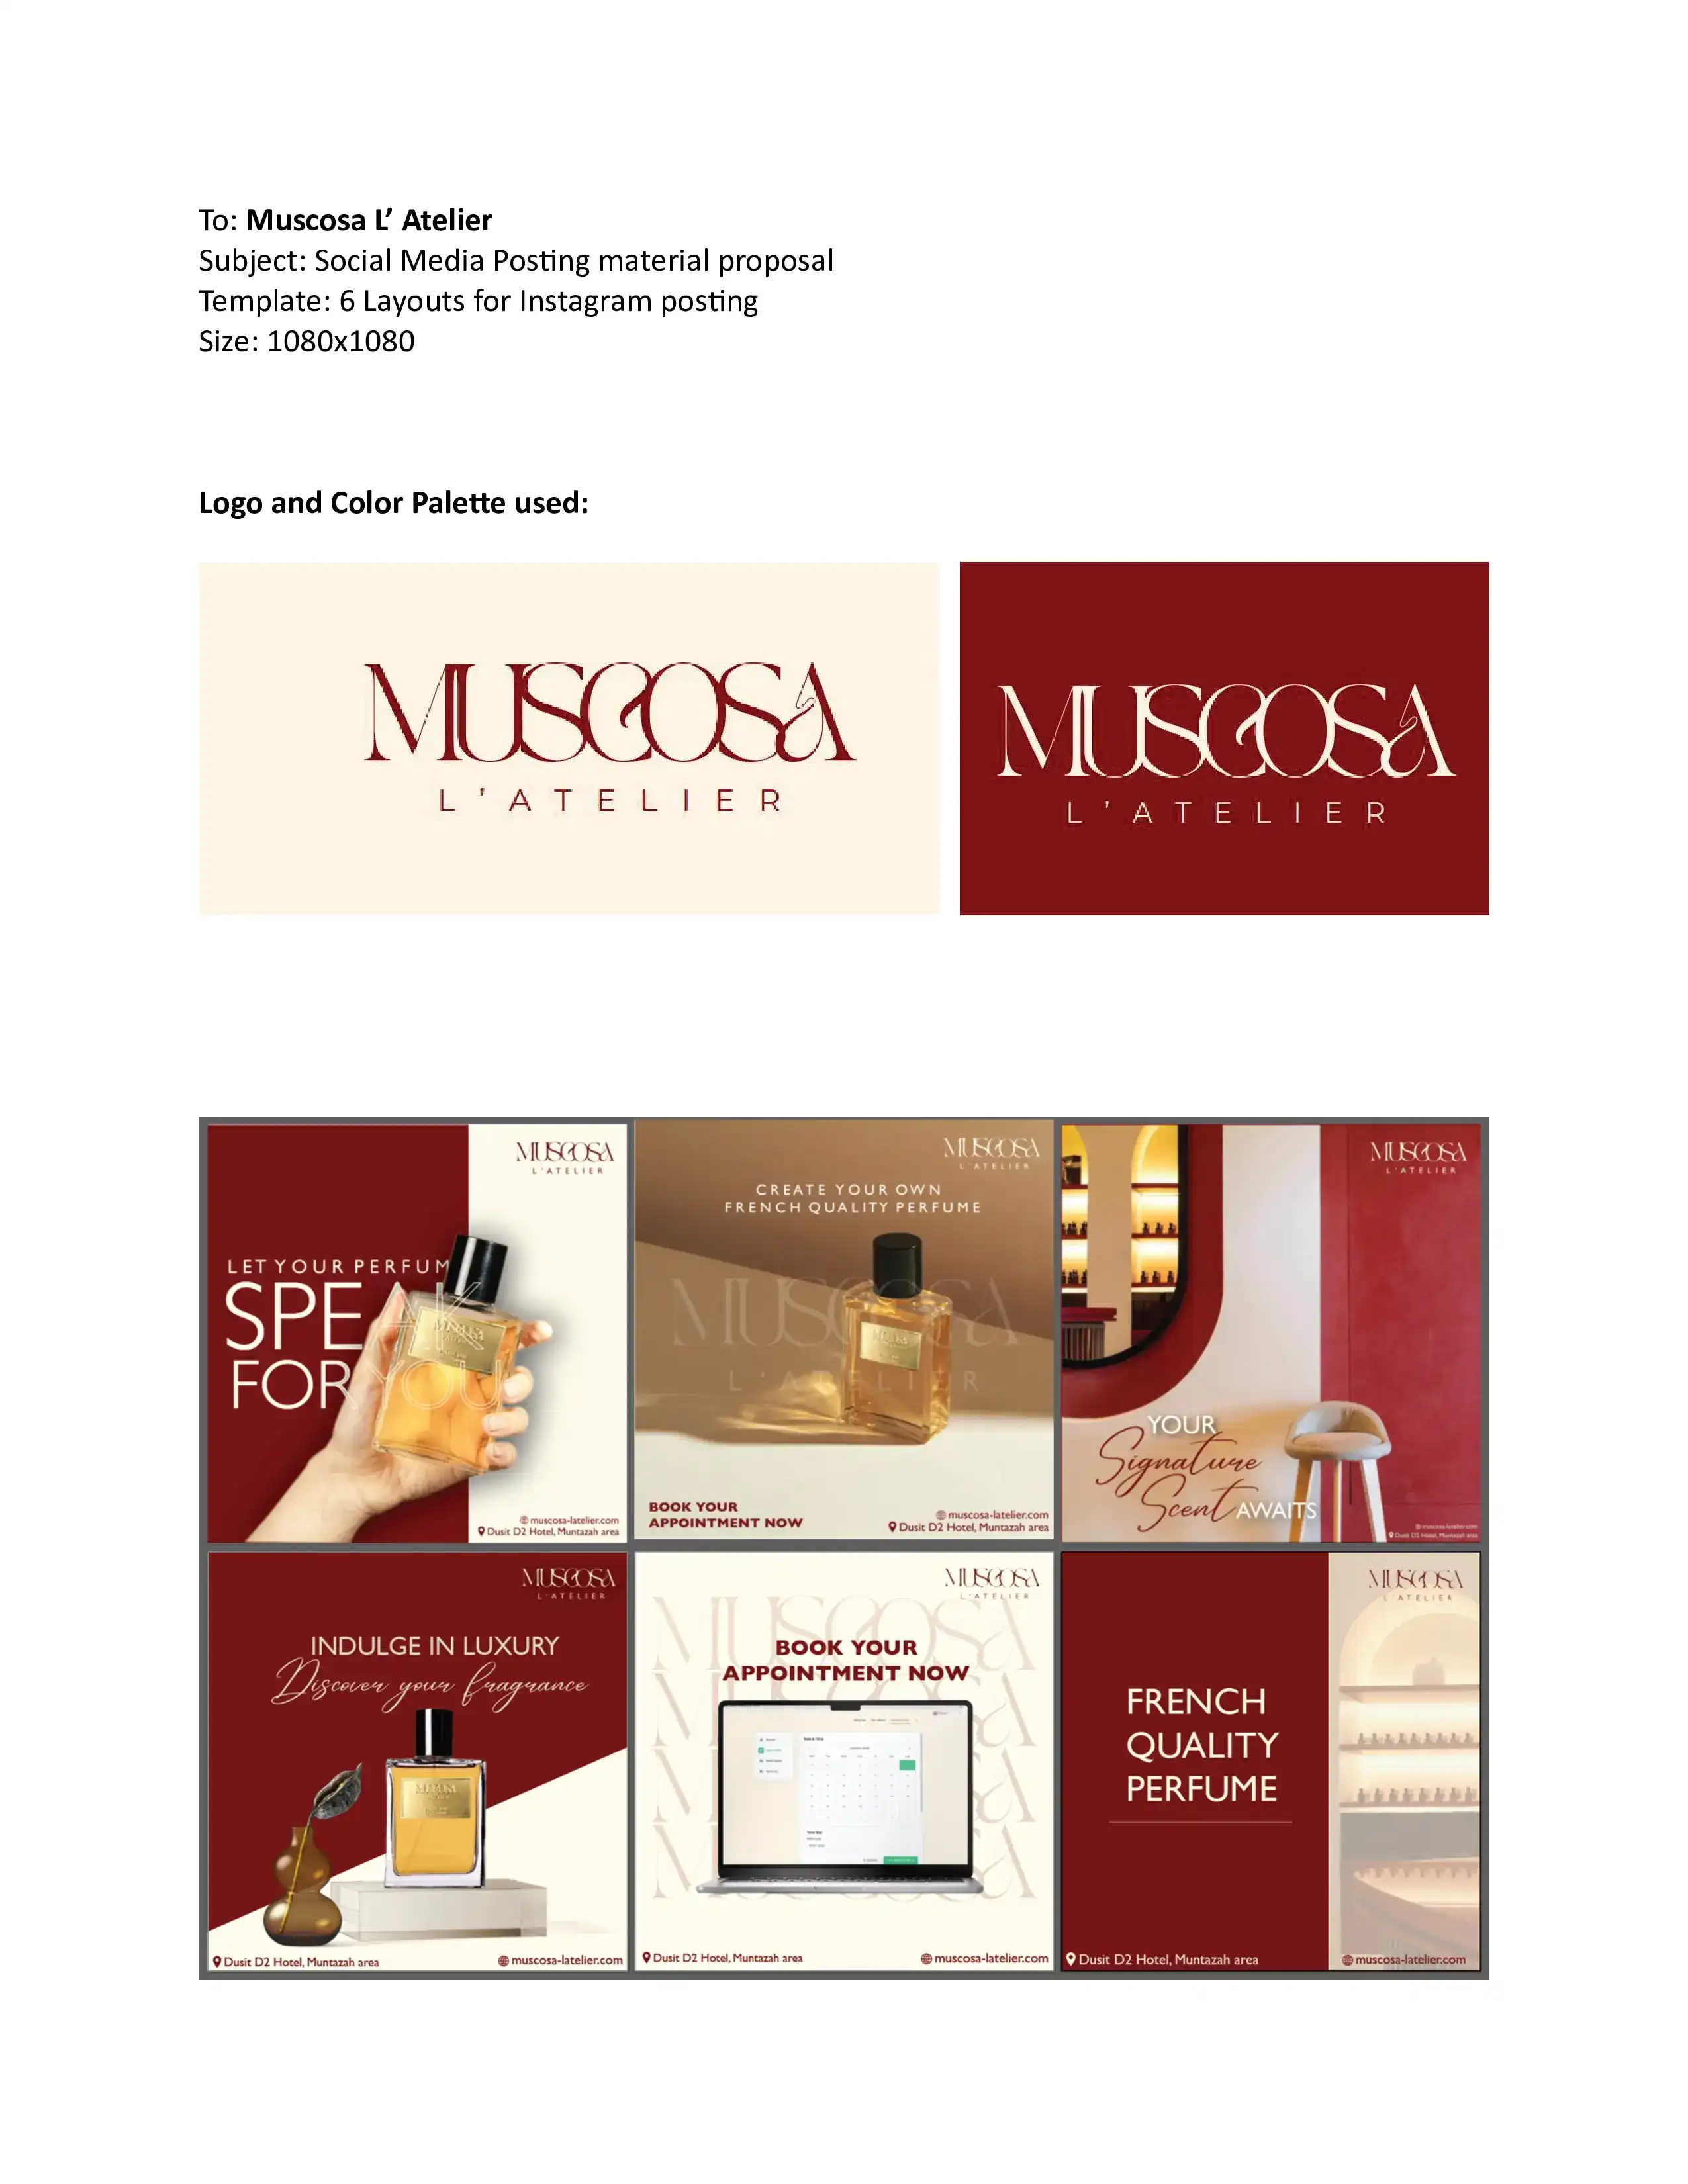 To: Muscosa L’ Atelier
Subject: Social Media Posting material proposal
Template: 6 Layouts for Instagram posting
Size: 1080x1080
Logo and Color Palette used:
MUSCOSA
L’ATELIER
MUSCOSA
L’ATELIER
MUSCOSA
L’ATELIER
LET YOUR PERFUM
SPEAK
FOR YOU
muscosa-latelier.com
Dusit D2 Hotel, Muntazah area
MUSCOSA
L’ATELIER
CREATE YOUR OWN
FRENCH QUALITY PERFUME
MUSCOSA
BOOK YOUR
APPOINTMENT NOW
muscosa-latelier.com
Dusit D2 Hotel, Muntazah area
MUSCOSA
L’ATELIER
YOUR
Signature
Scent AWAITS
muscosa-latelier.com
Dusit D2 Hotel, Muntazah area
MUSCOSA
L’ATELIER
INDULGE IN LUXURY
Discover your fragrance
MUSCOSA
Dusit D2 Hotel, Muntazah area
muscosa-latelier.com
MUSCOSA
L’ATELIER
MUSCOSA
BOOK YOUR
APPOINTMENT NOW
Dusit D2 Hotel, Muntazah area
muscosa-latelier.com
MUSCOSA
L’ATELIER
FRENCH
QUALITY
PERFUME
Dusit D2 Hotel, Muntazah area
muscosa-latelier.com